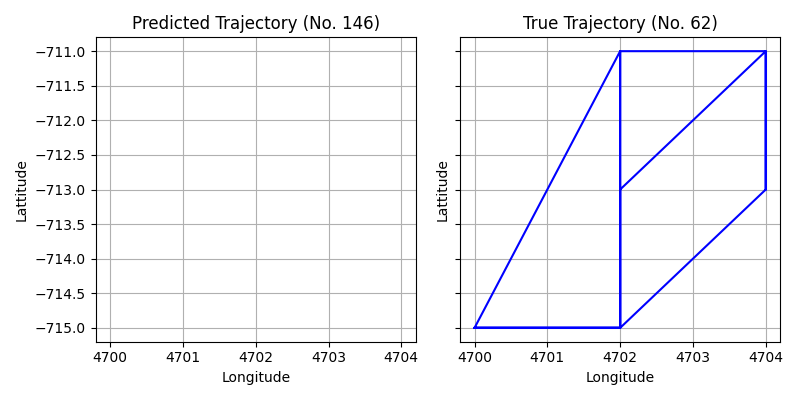 Predicted Trajectory (No. 146)
True Trajectory (No. 62)
Lattitude
−711.0
−711.5
−712.0
−712.5
−713.0
−713.5
−714.0
−714.5
−715.0
4700 4701 4702 4703 4704
Longitude
Lattitude
4700 4701 4702 4703 4704
Longitude